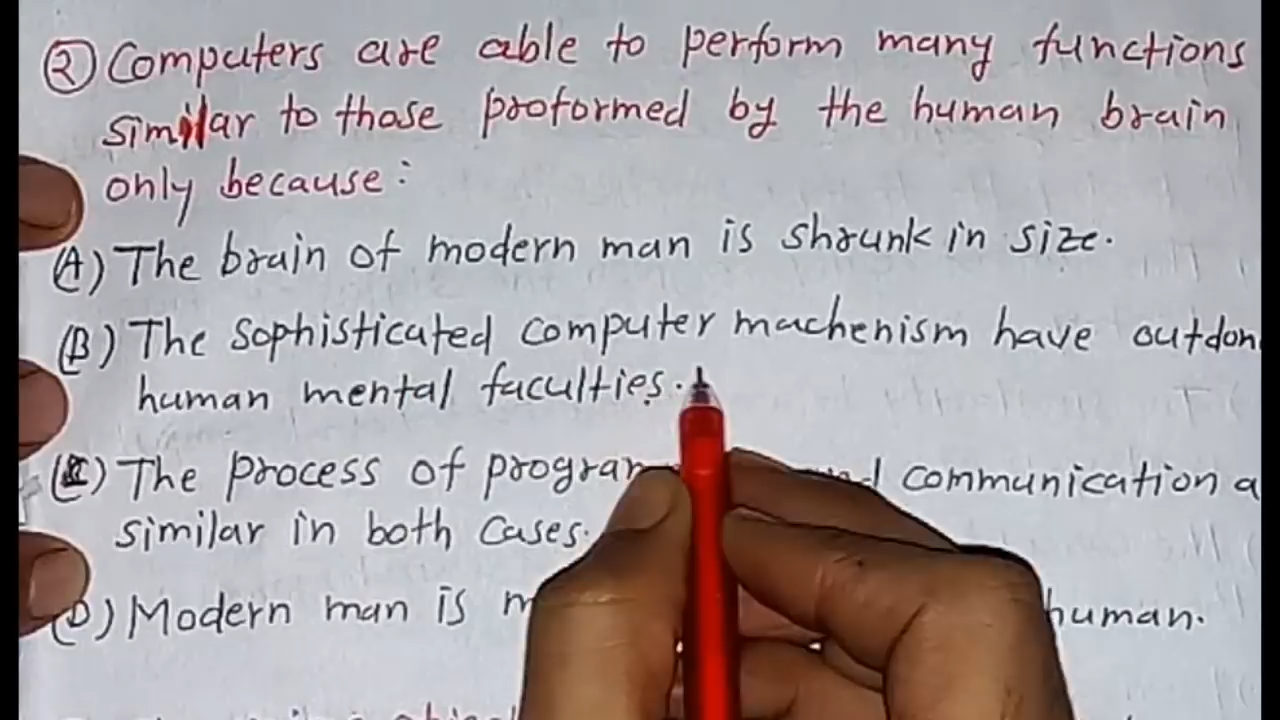 2 Computers are able to perform many functions
similar to those proformed by the human brain
only because:
(A) The brain of modern man is shrunk in size.
(B) The Sophisticated computer machenism have
human mental faculties.
(C) The process of communication
similar in both cases.
(D) Modern man is human.